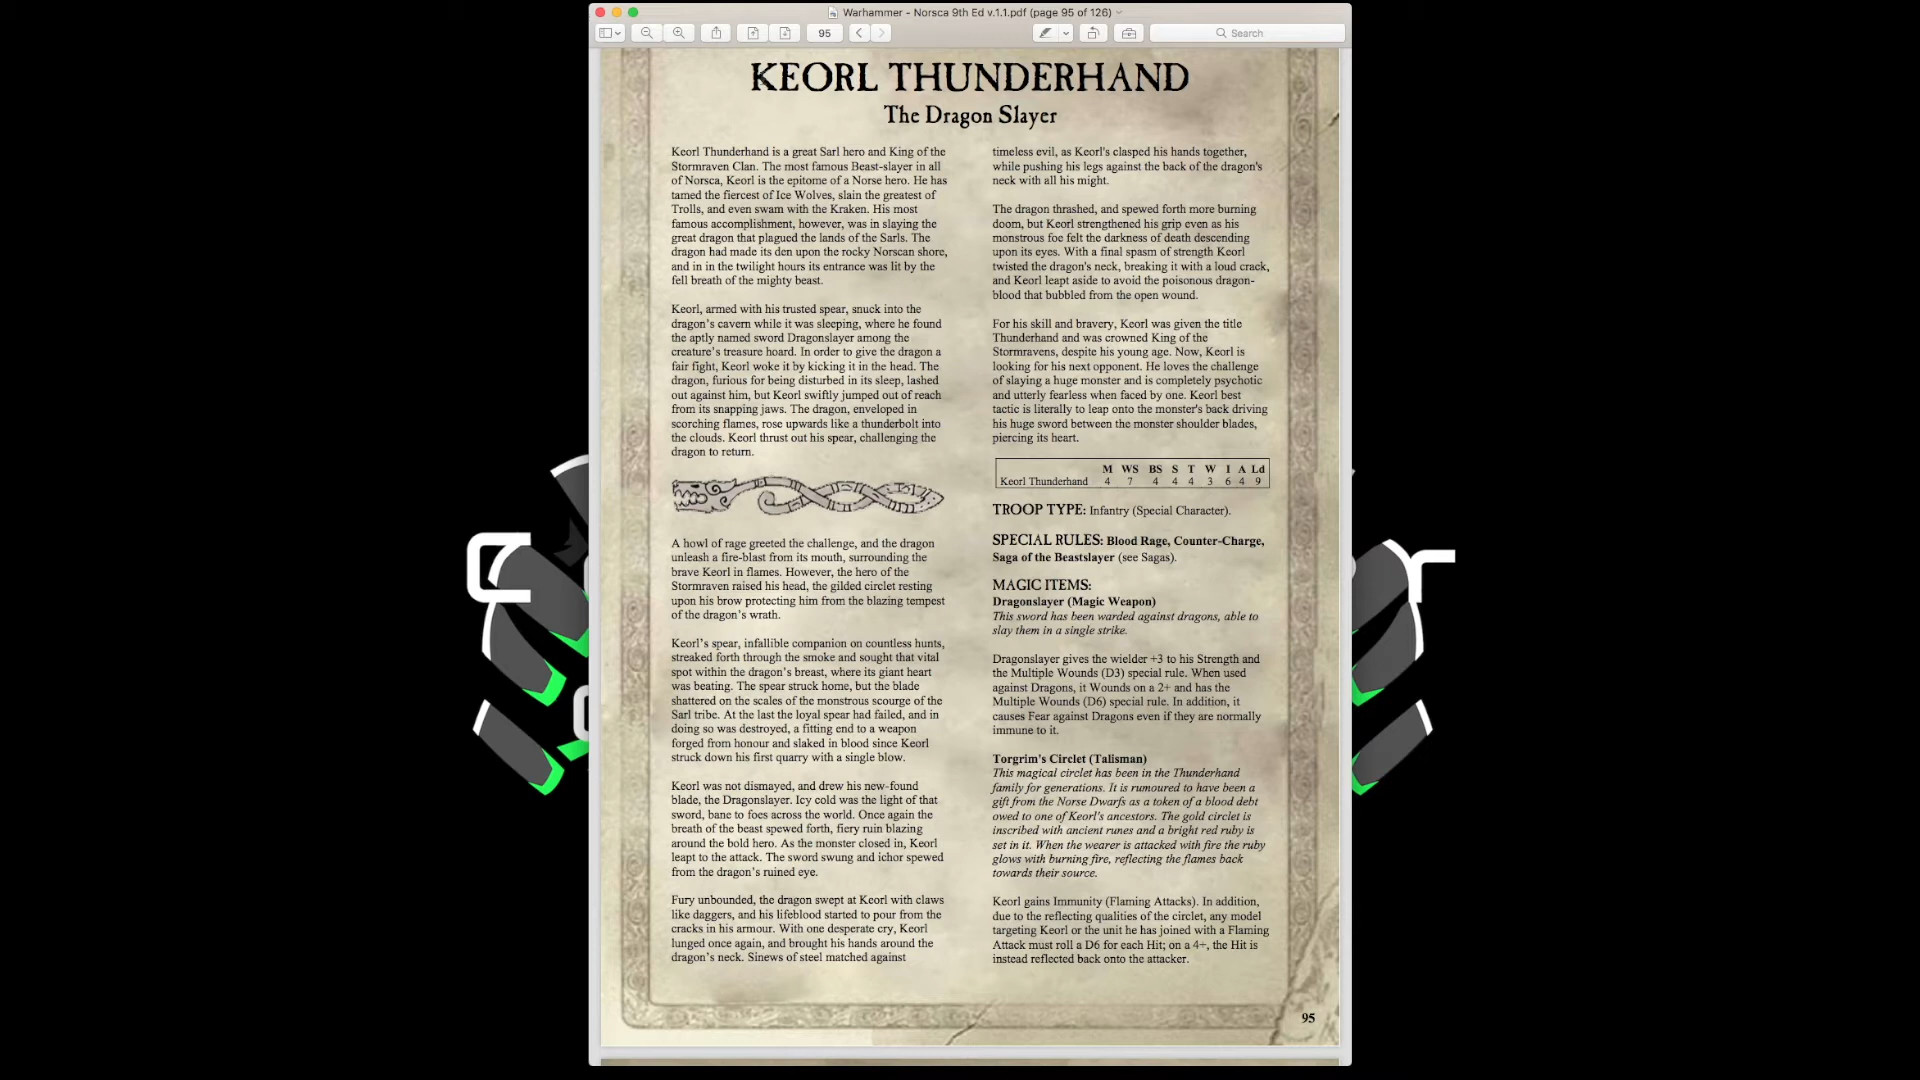 Warhammer - Norsca 9th Ed v.1.1.pdf (page 95 of 126)
95
Search
KEORL THUNDERHAND
The Dragon Slayer
Keorl Thunderhand is a great Sarl hero and King of the
Stormraven Clan. The most famous Beast-slayer in all
of Norsca, Keorl is the epitome of a Norse hero. He has
tamed the fiercest of Ice Wolves, slain the greatest of
Trolls, and even swam with the Kraken. His most
famous accomplishment, however, was in slaying the
great dragon that plagued the lands of the Sarls. The
dragon had made its den upon the rocky Norscan shore,
and in in the twilight hours its entrance was lit by the
fell breath of the mighty beast.
Keorl, armed with his trusted spear, snuck into the
dragon's cavern while it was sleeping, where he found
the aptly named sword Dragonslayer among the
creature's treasure hoard. In order to give the dragon a
fair fight, Keorl woke it by kicking it in the head. The
dragon, furious for being disturbed in its sleep, lashed
out against him, but Keorl swiftly jumped out of reach
from its snapping jaws. The dragon, enveloped in
scorching flames, rose upwards like a thunderbolt into
the clouds. Keorl thrust out his spear, challenging the
dragon to return.
A howl of rage greeted the challenge, and the dragon
unleash a fire-blast from its mouth, surrounding the
brave Keorl in flames. However, the hero of the
Stormraven raised his head, the gilded circlet resting
upon his brow protecting him from the blazing tempest
of the dragon's wrath.
Keorl's spear, infallible companion on countless hunts,
streaked forth through the smoke and sought that vital
spot within the dragon's breast, where its giant heart
was beating. The spear struck home, but the blade
shattered on the scales of the monstrous scourge of the
Sarl tribe. At the last the loyal spear had failed, and in
doing so was destroyed, a fitting end to a weapon
forged from honour and slaked in blood since Keorl
struck down his first quarry with a single blow.
Keorl was not dismayed, and drew his new-found
blade, the Dragonslayer. Icy cold was the light of that
sword, bane to foes across the world. Once again the
breath of the beast spewed forth, fiery ruin blazing
around the bold hero. As the monster closed in, Keorl
leapt to the attack. The sword swung and ichor spewed
from the dragon's ruined eye.
Fury unbounded, the dragon swept at Keorl with claws
like daggers, and his lifeblood started to pour from the
cracks in his armour. With one desperate cry, Keorl
lunged once again, and brought his hands around the
dragon's neck. Sinews of steel matched against
timeless evil, as Keorl's clasped his hands together,
while pushing his legs against the back of the dragon's
neck with all his might.
The dragon thrashed, and spewed forth more burning
doom, but Keorl strengthened his grip even as his
monstrous foe felt the darkness of death descending
upon its eyes. With a final spasm of strength Keorl
twisted the dragon's neck, breaking it with a loud crack,
and Keorl leapt aside to avoid the poisonous dragon-
blood that bubbled from the open wound.
For his skill and bravery, Keorl was given the title
Thunderhand and was crowned King of the
Stormravens, despite his young age. Now, Keorl is
looking for his next opponent. He loves the challenge
of slaying a huge monster and is completely psychotic
and utterly fearless when faced by one. Keorl best
tactic is literally to leap onto the monster's back driving
his huge sword between the monster shoulder blades,
piercing its heart.
M WS BS S T W I A Ld
Keorl Thunderhand 4 7 4 4 4 3 6 4 9
TROOP TYPE: Infantry (Special Character).
SPECIAL RULES: Blood Rage, Counter-Charge,
Saga of the Beastslayer (see Sagas).
MAGIC ITEMS:
Dragonslayer (Magic Weapon)
This sword has been warded against dragons, able to
slay them in a single strike.
Dragonslayer gives the wielder +3 to his Strength and
the Multiple Wounds (D3) special rule. When used
against Dragons, it Wounds on a 2+ and has the
Multiple Wounds (D6) special rule. In addition, it
causes Fear against Dragons even if they are normally
immune to it.
Torgrim's Circlet (Talisman)
This magical circlet has been in the Thunderhand
family for generations. It is rumoured to have been a
gift from the Norse Dwarfs as a token of a blood debt
owed to one of Keorl's ancestors. The gold circlet is
inscribed with ancient runes and a bright red ruby is
set in it. When the wearer is attacked with fire the ruby
glows with burning fire, reflecting the flames back
towards their source.
Keorl gains Immunity (Flaming Attacks). In addition,
due to the reflecting qualities of the circlet, any model
targeting Keorl or the unit he has joined with a Flaming
Attack must roll a D6 for each Hit; on a 4+, the Hit is
instead reflected back onto the attacker.
95